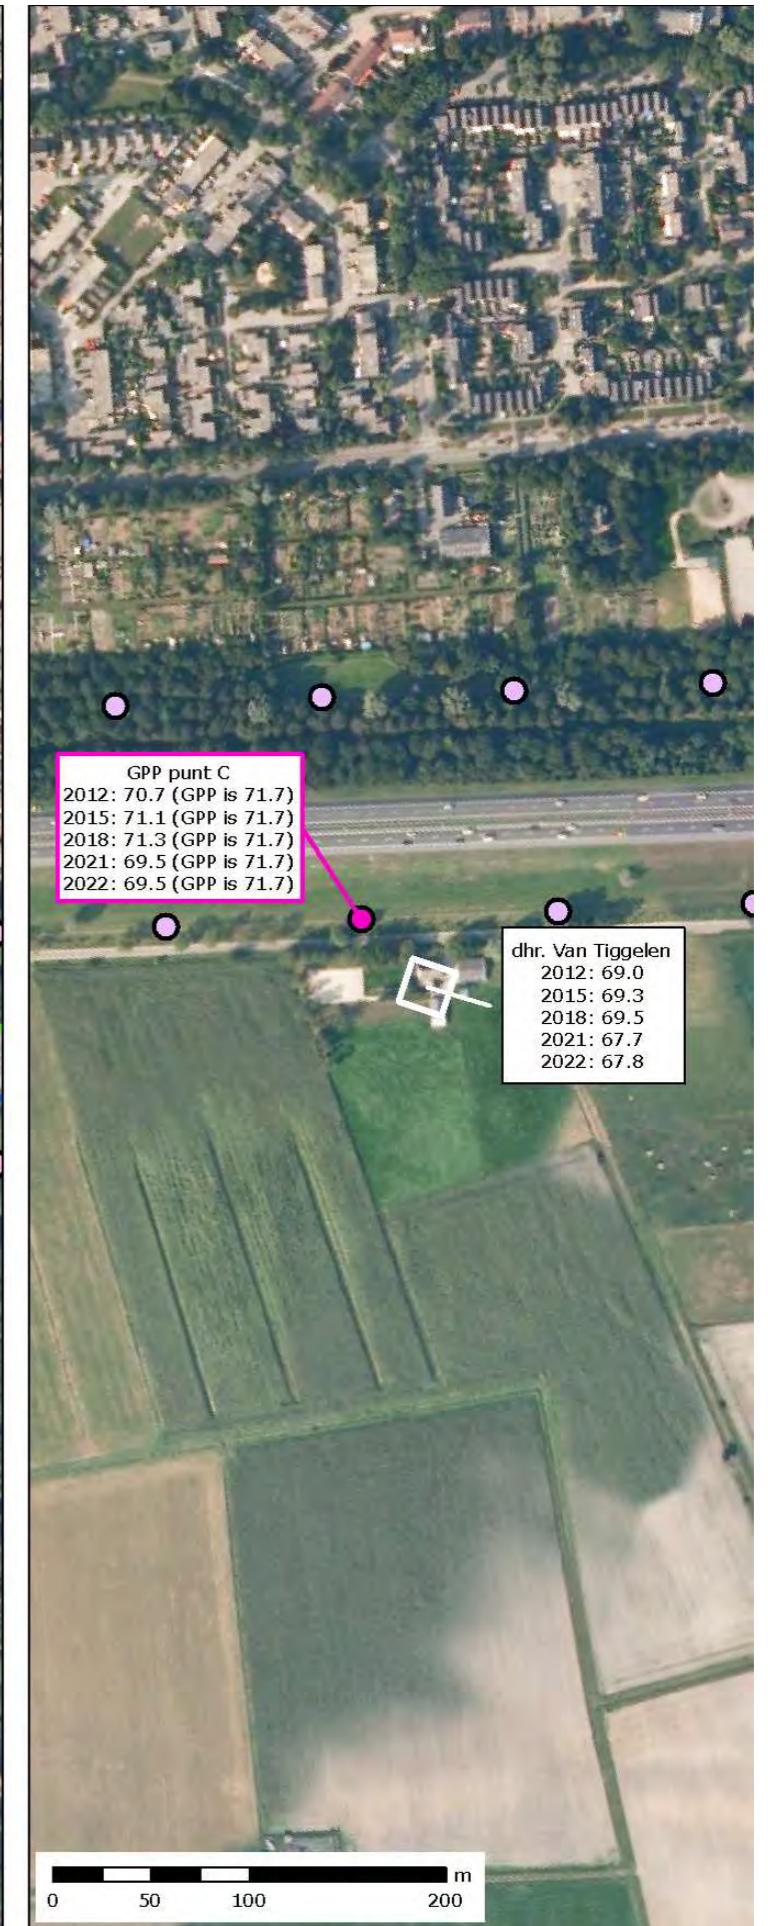 GPP punt C
2012: 70.7 (GPP is 71.7)
2015: 71.1 (GPP is 71.7)
2018: 71.3 (GPP is 71.7)
2021: 69.5 (GPP is 71.7)
2022: 69.5 (GPP is 71.7)
dhr. Van Tiggelen
2012: 69.0
2015: 69.3
2018: 69.5
2021: 67.7
2022: 67.8
m
0 50 100 200